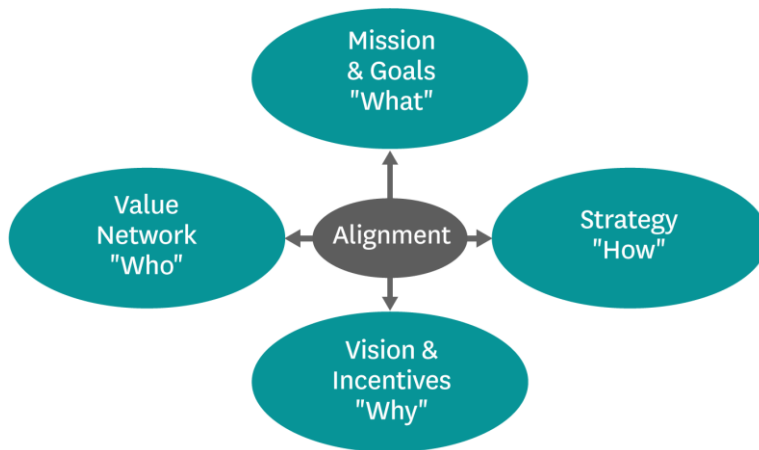 Mission
& Goals
"What"
Value
Network
"Who"
Alignment
Strategy
"How"
Vision &
Incentives
"Why"